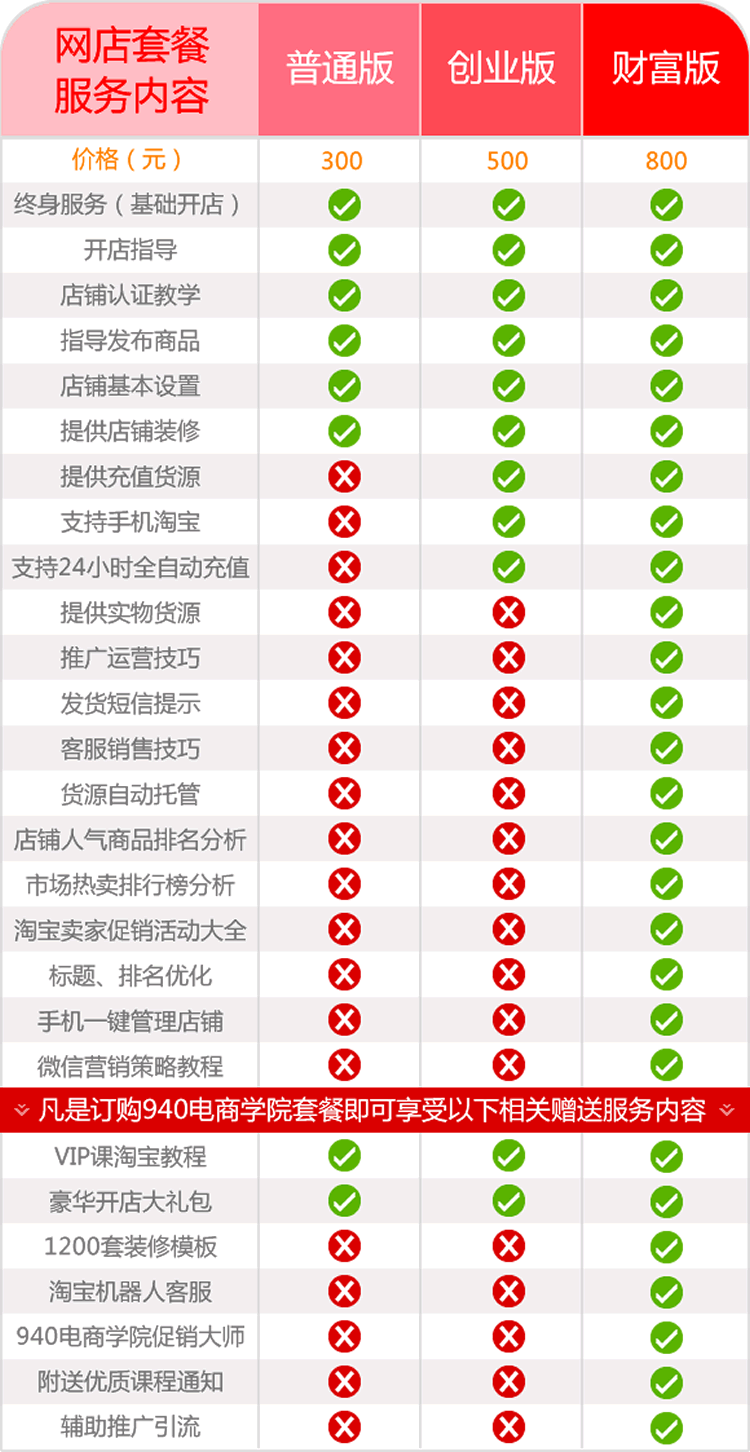 网店套餐
服务内容
普通版 创业版 财富版
价格（元） 300 500 800
终身服务（基础开店）
开店指导
店铺认证教学
指导发布商品
店铺基本设置
提供店铺装修
提供充值货源
支持手机淘宝
支持24小时全自动充值
提供实物货源
推广运营技巧
发货短信提示
客服销售技巧
货源自动托管
店铺人气商品排名分析
市场热卖排行榜分析
淘宝卖家促销活动大全
标题、排名优化
手机一键管理店铺
微信营销策略教程
凡是订购940电商学院套餐即可享受以下相关赠送服务内容
VIP课淘宝教程
豪华开店大礼包
1200套装修模板
淘宝机器人客服
940电商学院促销大师
附送优质课程通知
辅助推广引流